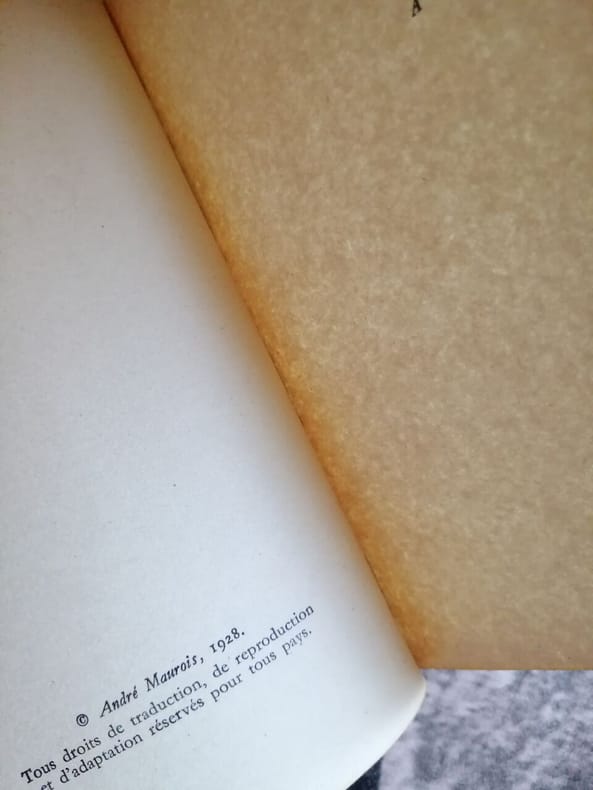 A
© André Maurois, 1928.
Tous droits de traduction, de reproduction
et d'adaptation réservés pour tous pays.